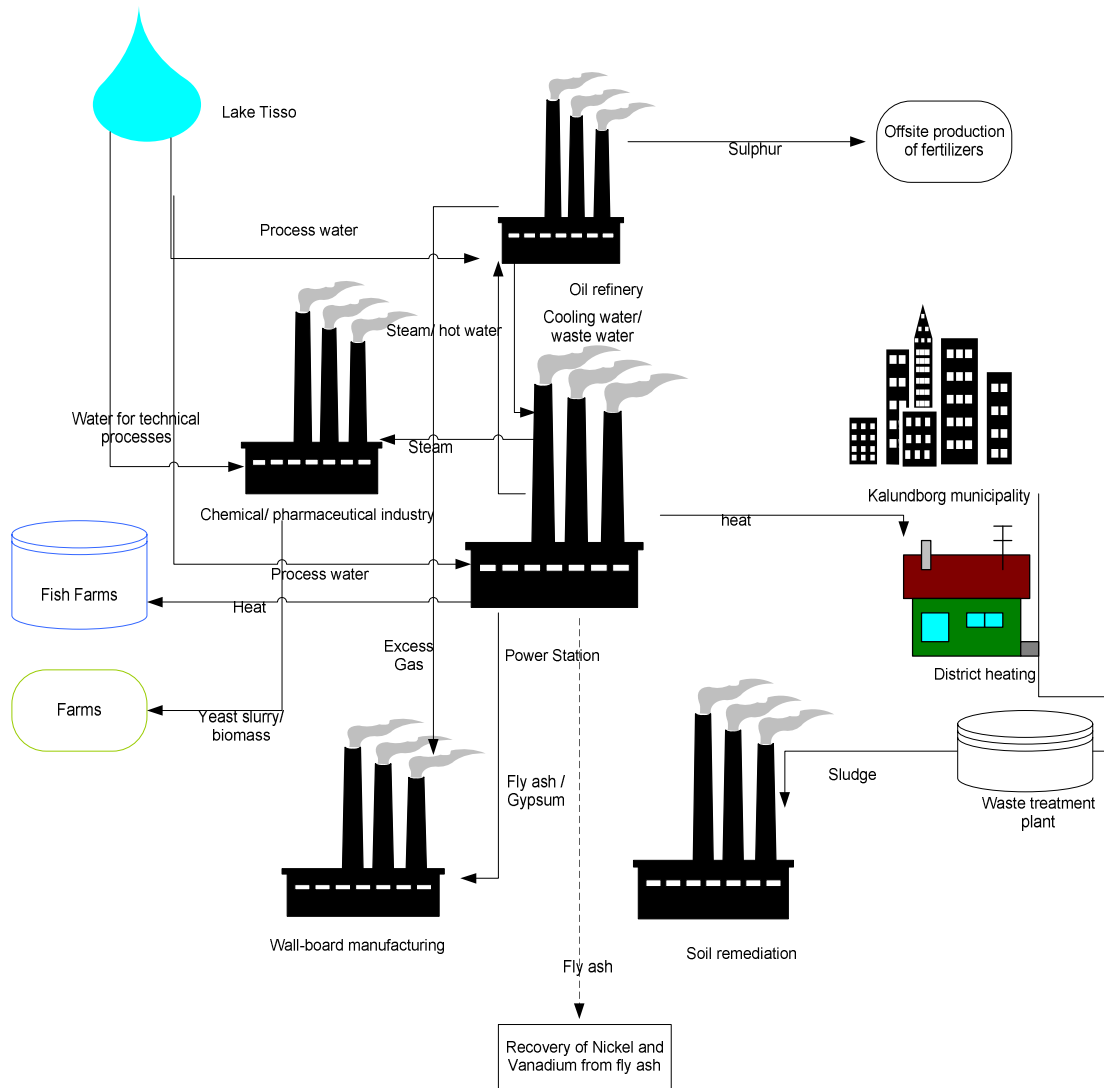 Lake Tisso
Offsite production
of fertilizers
Sulphur
Process water
Oil refinery
Steam/ hot water
Cooling water/
waste water
Water for technical
processes
Steam
Kalundborg municipality
Chemical/ pharmaceutical industry
heat
Process water
Fish Farms
Heat
Excess
Gas
Power Station
District heating
Farms
Yeast slurry/
biomass
Fly ash /
Gypsum
Sludge
Waste treatment
plant
Wall-board manufacturing
Soil remediation
Fly ash
Recovery of Nickel and
Vanadium from fly ash